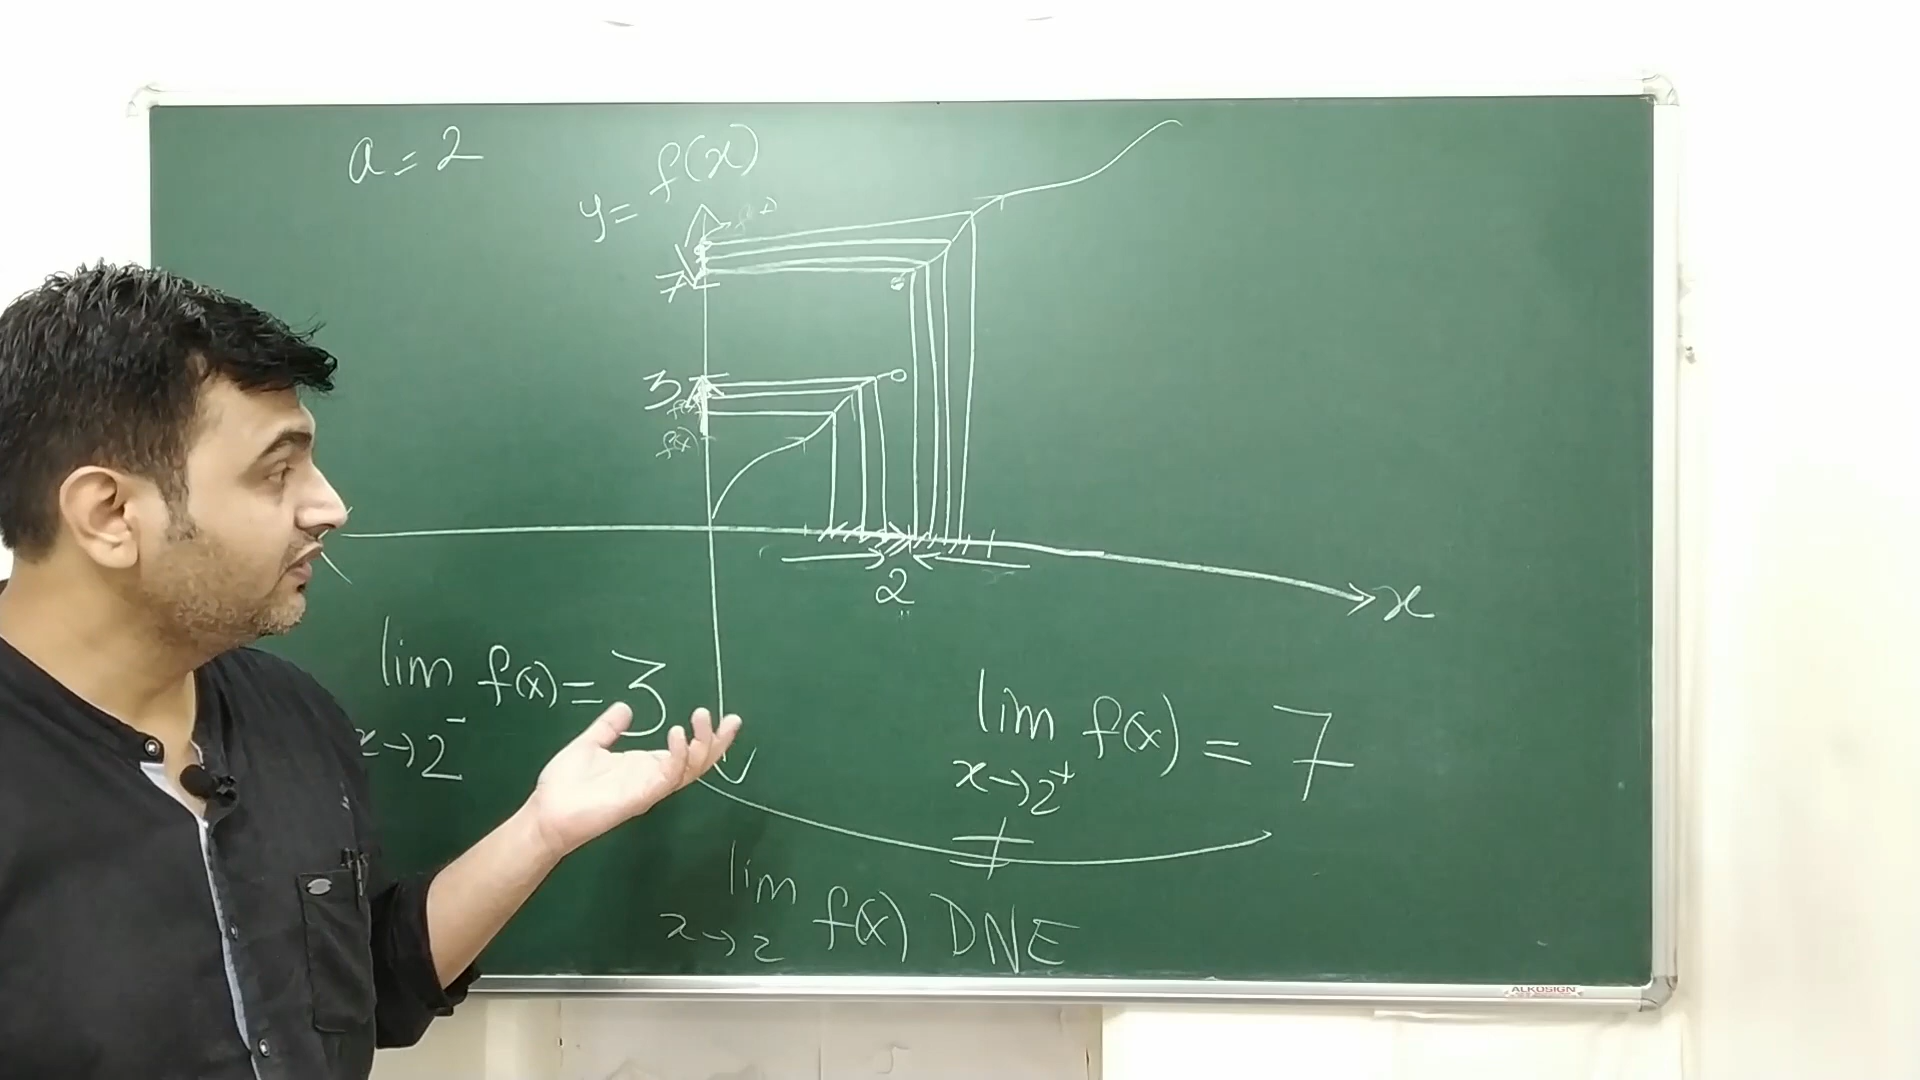 a = 2
y = f(x)
7
3
f(x)
2
x
lim f(x) = 3
x→2⁻
lim f(x) = 7
x→2⁺
≠
lim f(x) DNE
x→2
ALKOSIGN